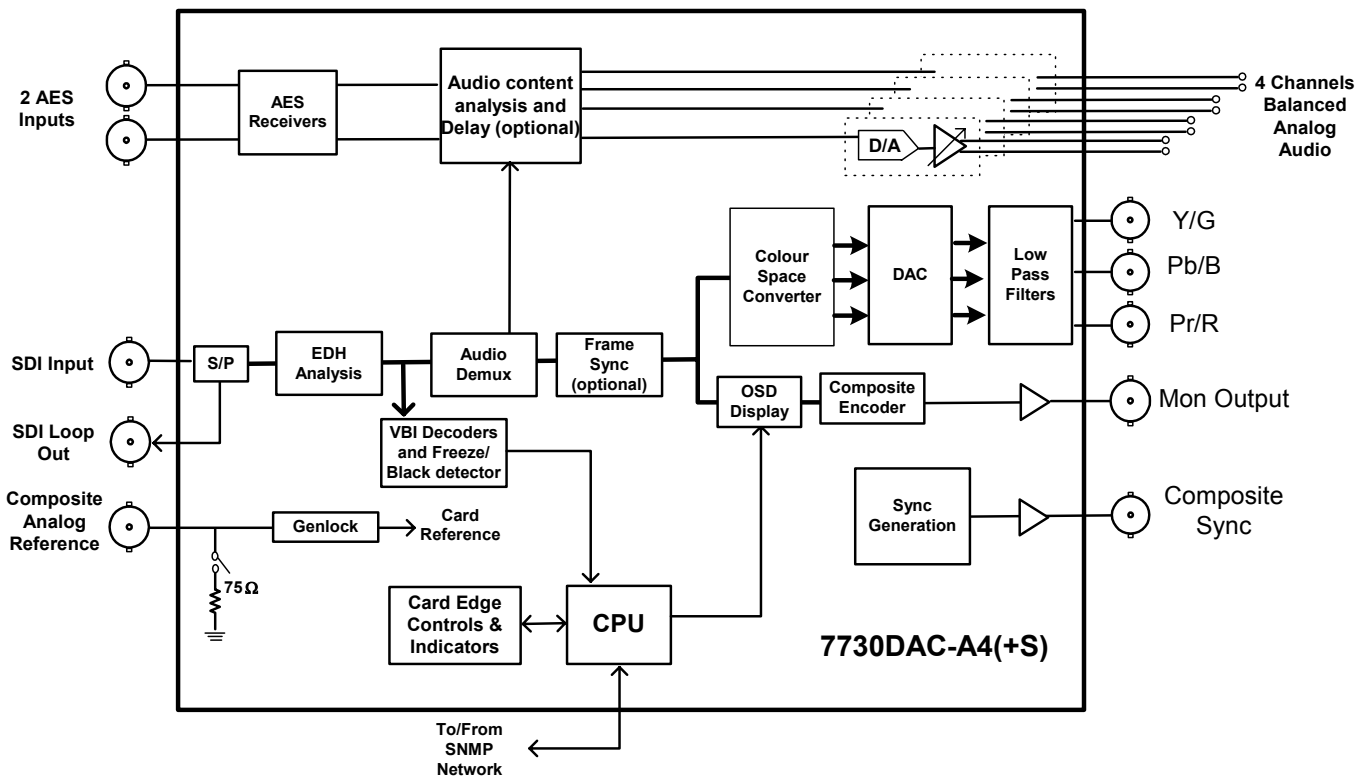 2 AES
Inputs
AES
Receivers
Audio content
analysis and
Delay (optional)
D/A
4 Channels
Balanced
Analog
Audio
Colour
Space
Converter
DAC
Low
Pass
Filters
Y/G
Pb/B
Pr/R
SDI Input
S/P
EDH
Analysis
Audio
Demux
Frame
Sync
(optional)
OSD
Display
Composite
Encoder
Mon Output
SDI Loop
Out
VBI Decoders
and Freeze/
Black detector
Composite
Analog
Reference
Genlock
Card
Reference
75Ω
Sync
Generation
Composite
Sync
Card Edge
Controls &
Indicators
CPU
7730DAC-A4(+S)
To/From
SNMP
Network